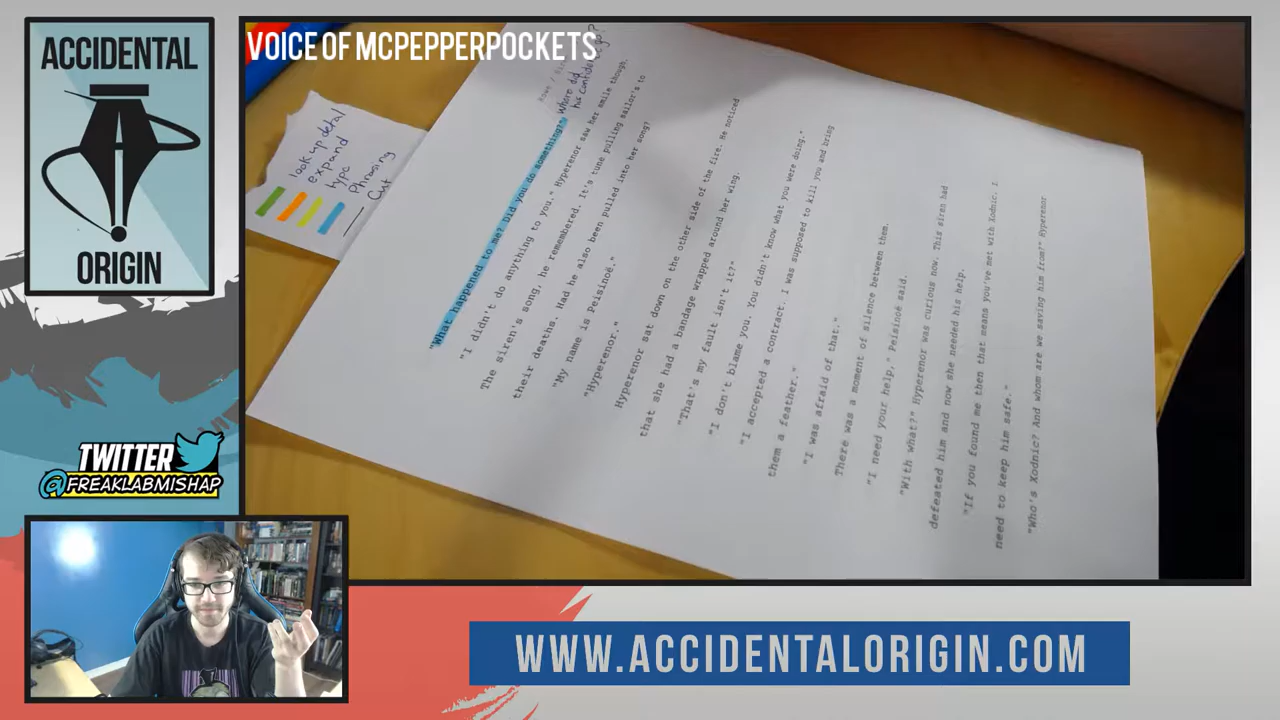 ACCIDENTAL
ORIGIN
VOICE OF MCPEPPERPOCKETS
look up detail
expand
typo
Phrasing
Cut
Where did
his confidence go?
"What happened to me? Did you do something?"
"I didn't do anything to you." Hyperenor saw her smile though.
The siren's song, he remembered. It's tune pulling sailor's to
their deaths. Had he also been pulled into her song?
"My name is Peisinoë."
"Hyperenor."
Hyperenor sat down on the other side of the fire. He noticed
that she had a bandage wrapped around her wing.
"That's my fault isn't it?"
"I don't blame you. You didn't know what you were doing."
"I accepted a contract. I was supposed to kill you and bring
them a feather."
"I was afraid of that."
There was a moment of silence between them.
"I need your help," Peisinoë said.
"With what?" Hyperenor was curious now. This siren had
defeated him and now she needed his help.
"If you found me then that means you've met with Xodnic. I
need to keep him safe."
"Who's Xodnic? And whom are we saving him from?" Hyperenor
TWITTER
@FREAKLABMISHAP
WWW.ACCIDENTALORIGIN.COM